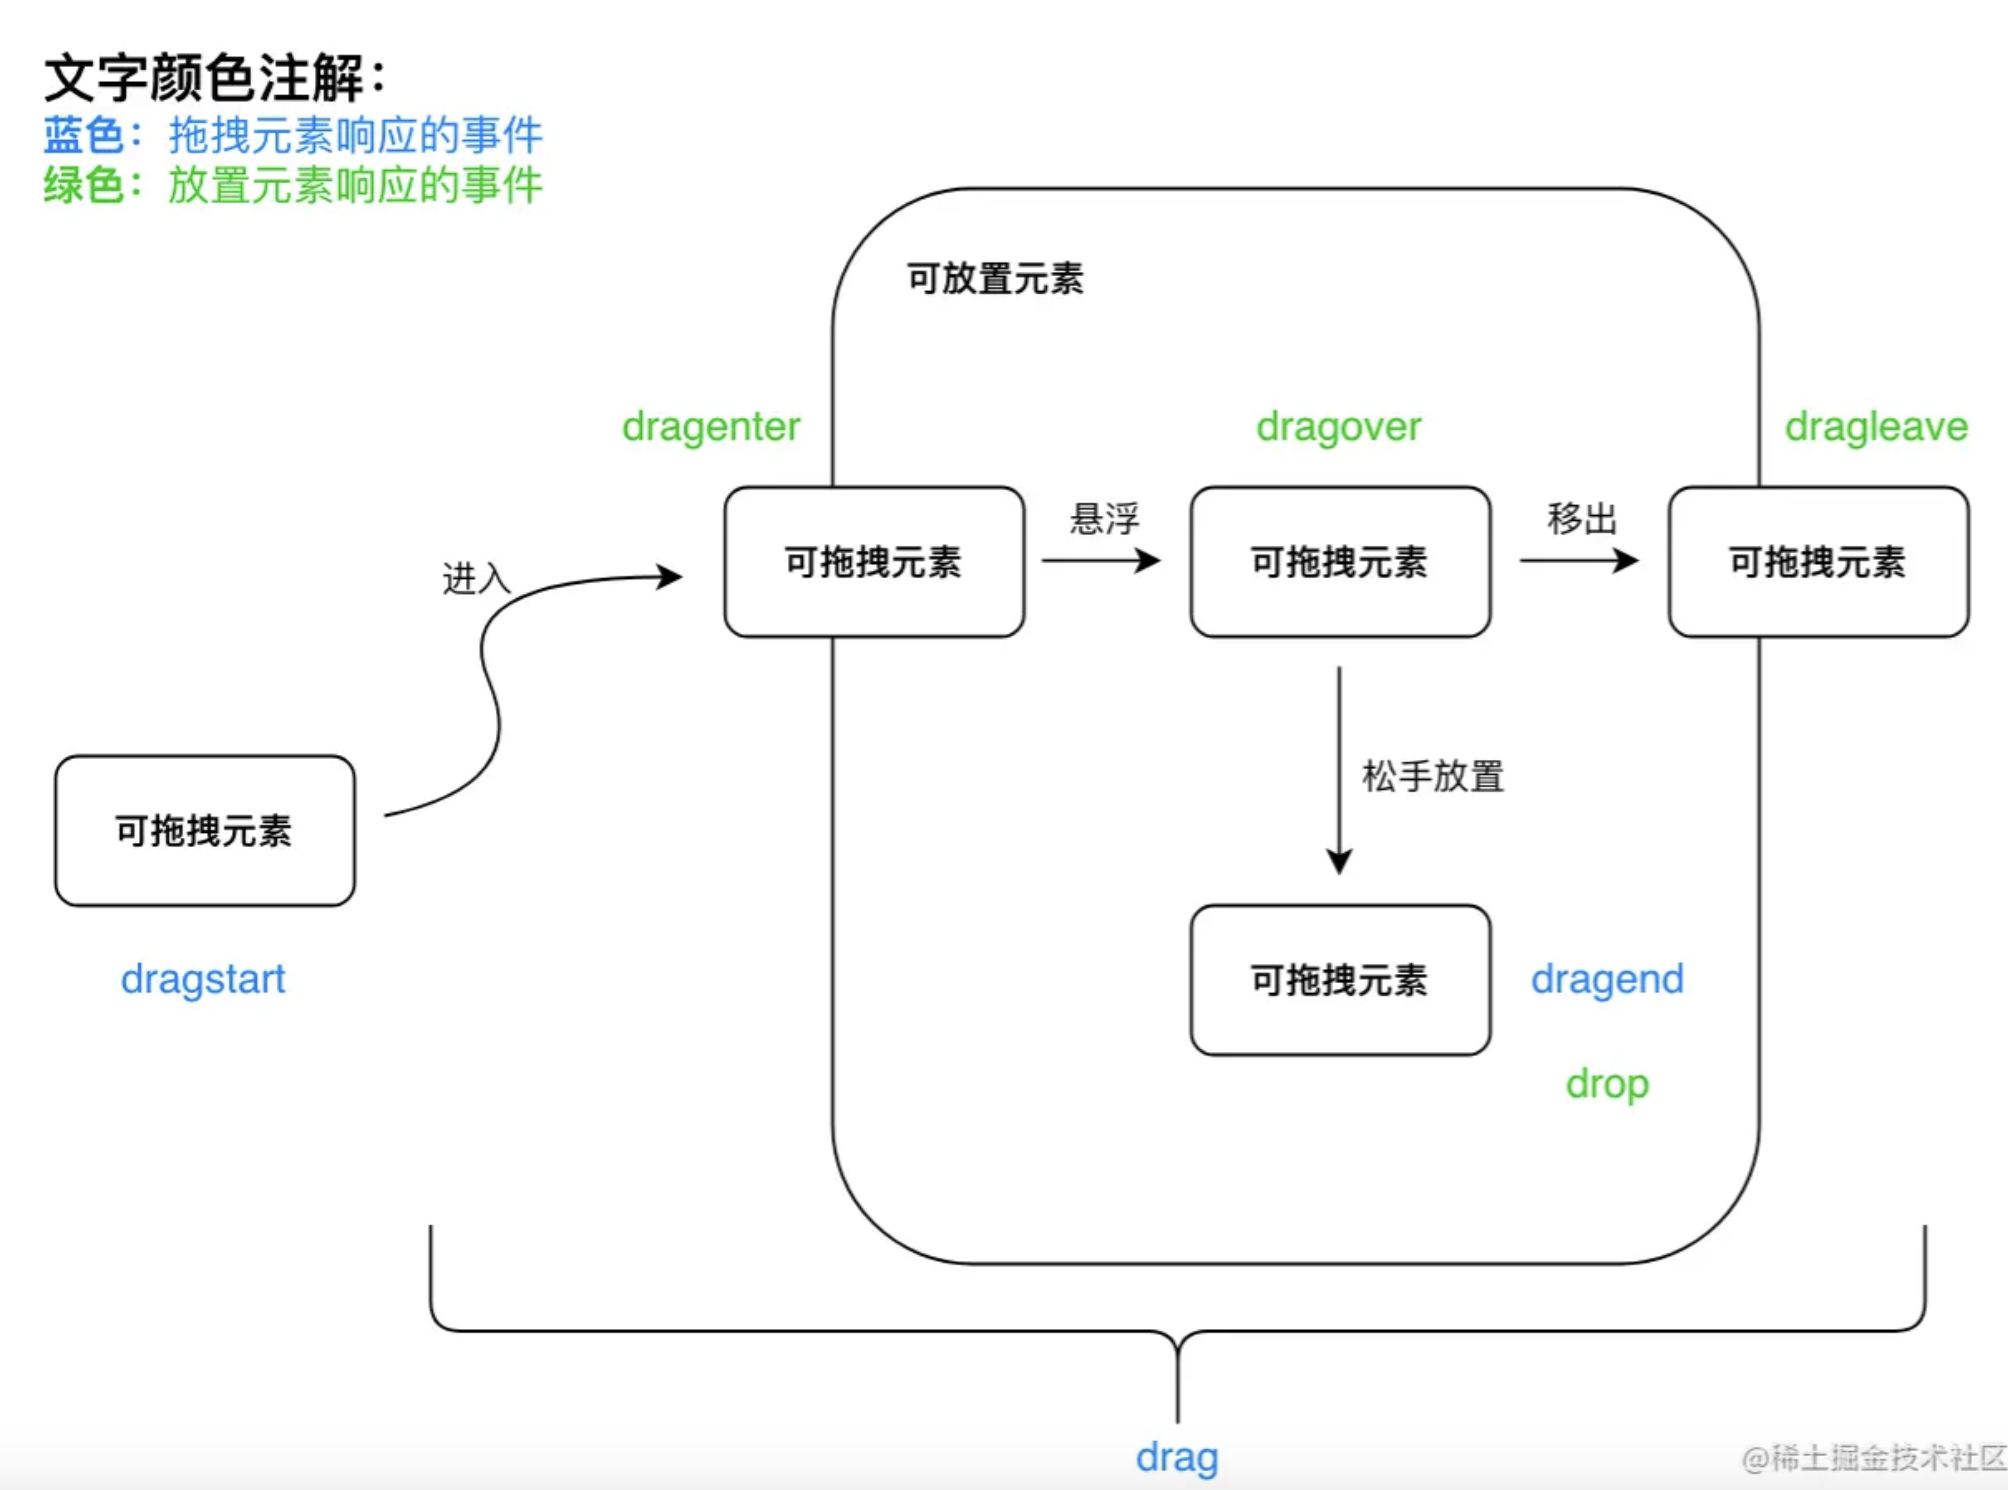 文字颜色注解：
蓝色：拖拽元素响应的事件
绿色：放置元素响应的事件
可放置元素
dragenter
dragover
dragleave
悬浮
移出
进入
可拖拽元素
可拖拽元素
可拖拽元素
松手放置
可拖拽元素
可拖拽元素
dragstart
dragend
drop
drag
@稀土掘金技术社区